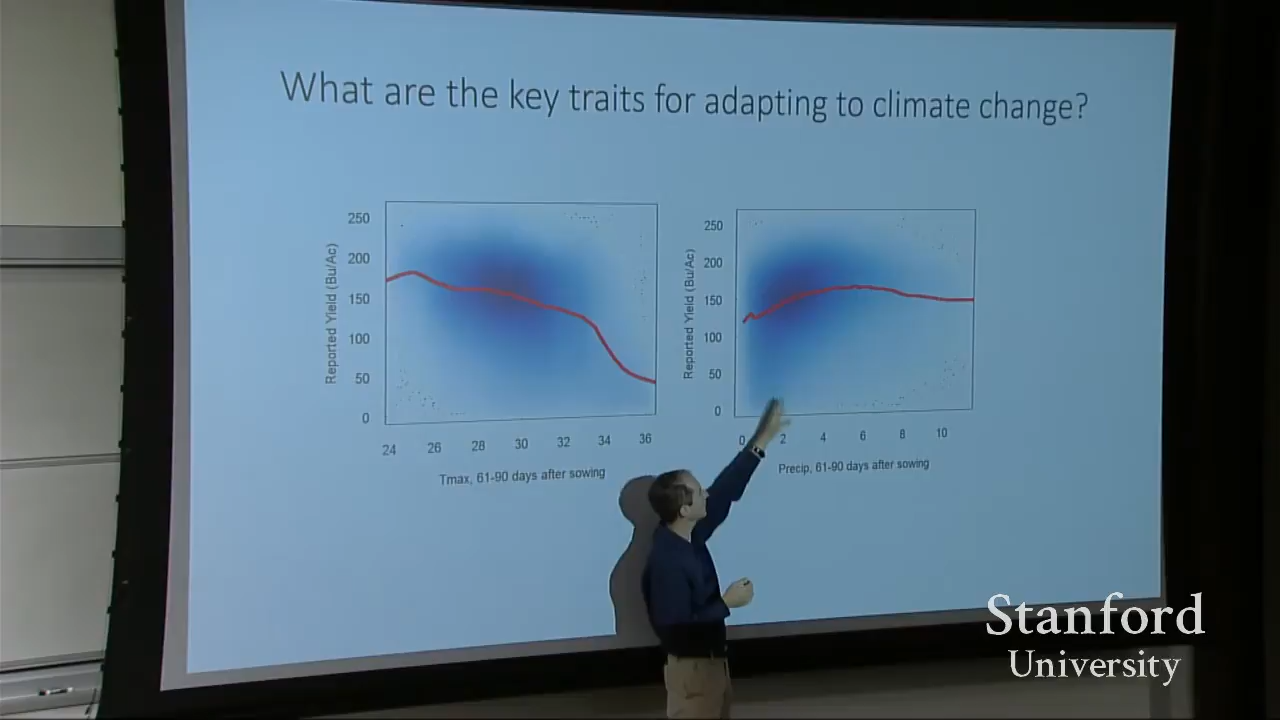 What are the key traits for adapting to climate change?
Reported Yield (Bu/Ac)
250
200
150
100
50
0
24 26 28 30 32 34 36
Tmax, 61-90 days after sowing
Reported Yield (Bu/Ac)
250
200
150
100
50
0
0 2 4 6 8 10
Precip, 61-90 days after sowing
Stanford
University